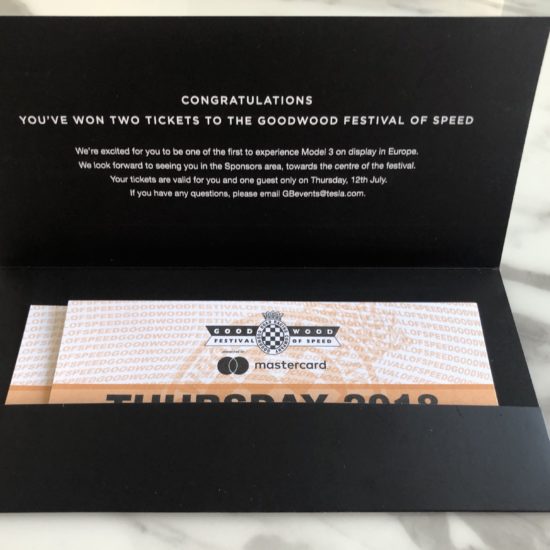 CONGRATULATIONS
YOU'VE WON TWO TICKETS TO THE GOODWOOD FESTIVAL OF SPEED
We're excited for you to be one of the first to experience Model 3 on display in Europe.
We look forward to seeing you in the Sponsors area, towards the centre of the festival.
Your tickets are valid for you and one guest only on Thursday, 12th July.
If you have any questions, please email GBevents@tesla.com.
GOODWOOD
FESTIVAL OF SPEED
presented by
mastercard
THURSDAY 2018